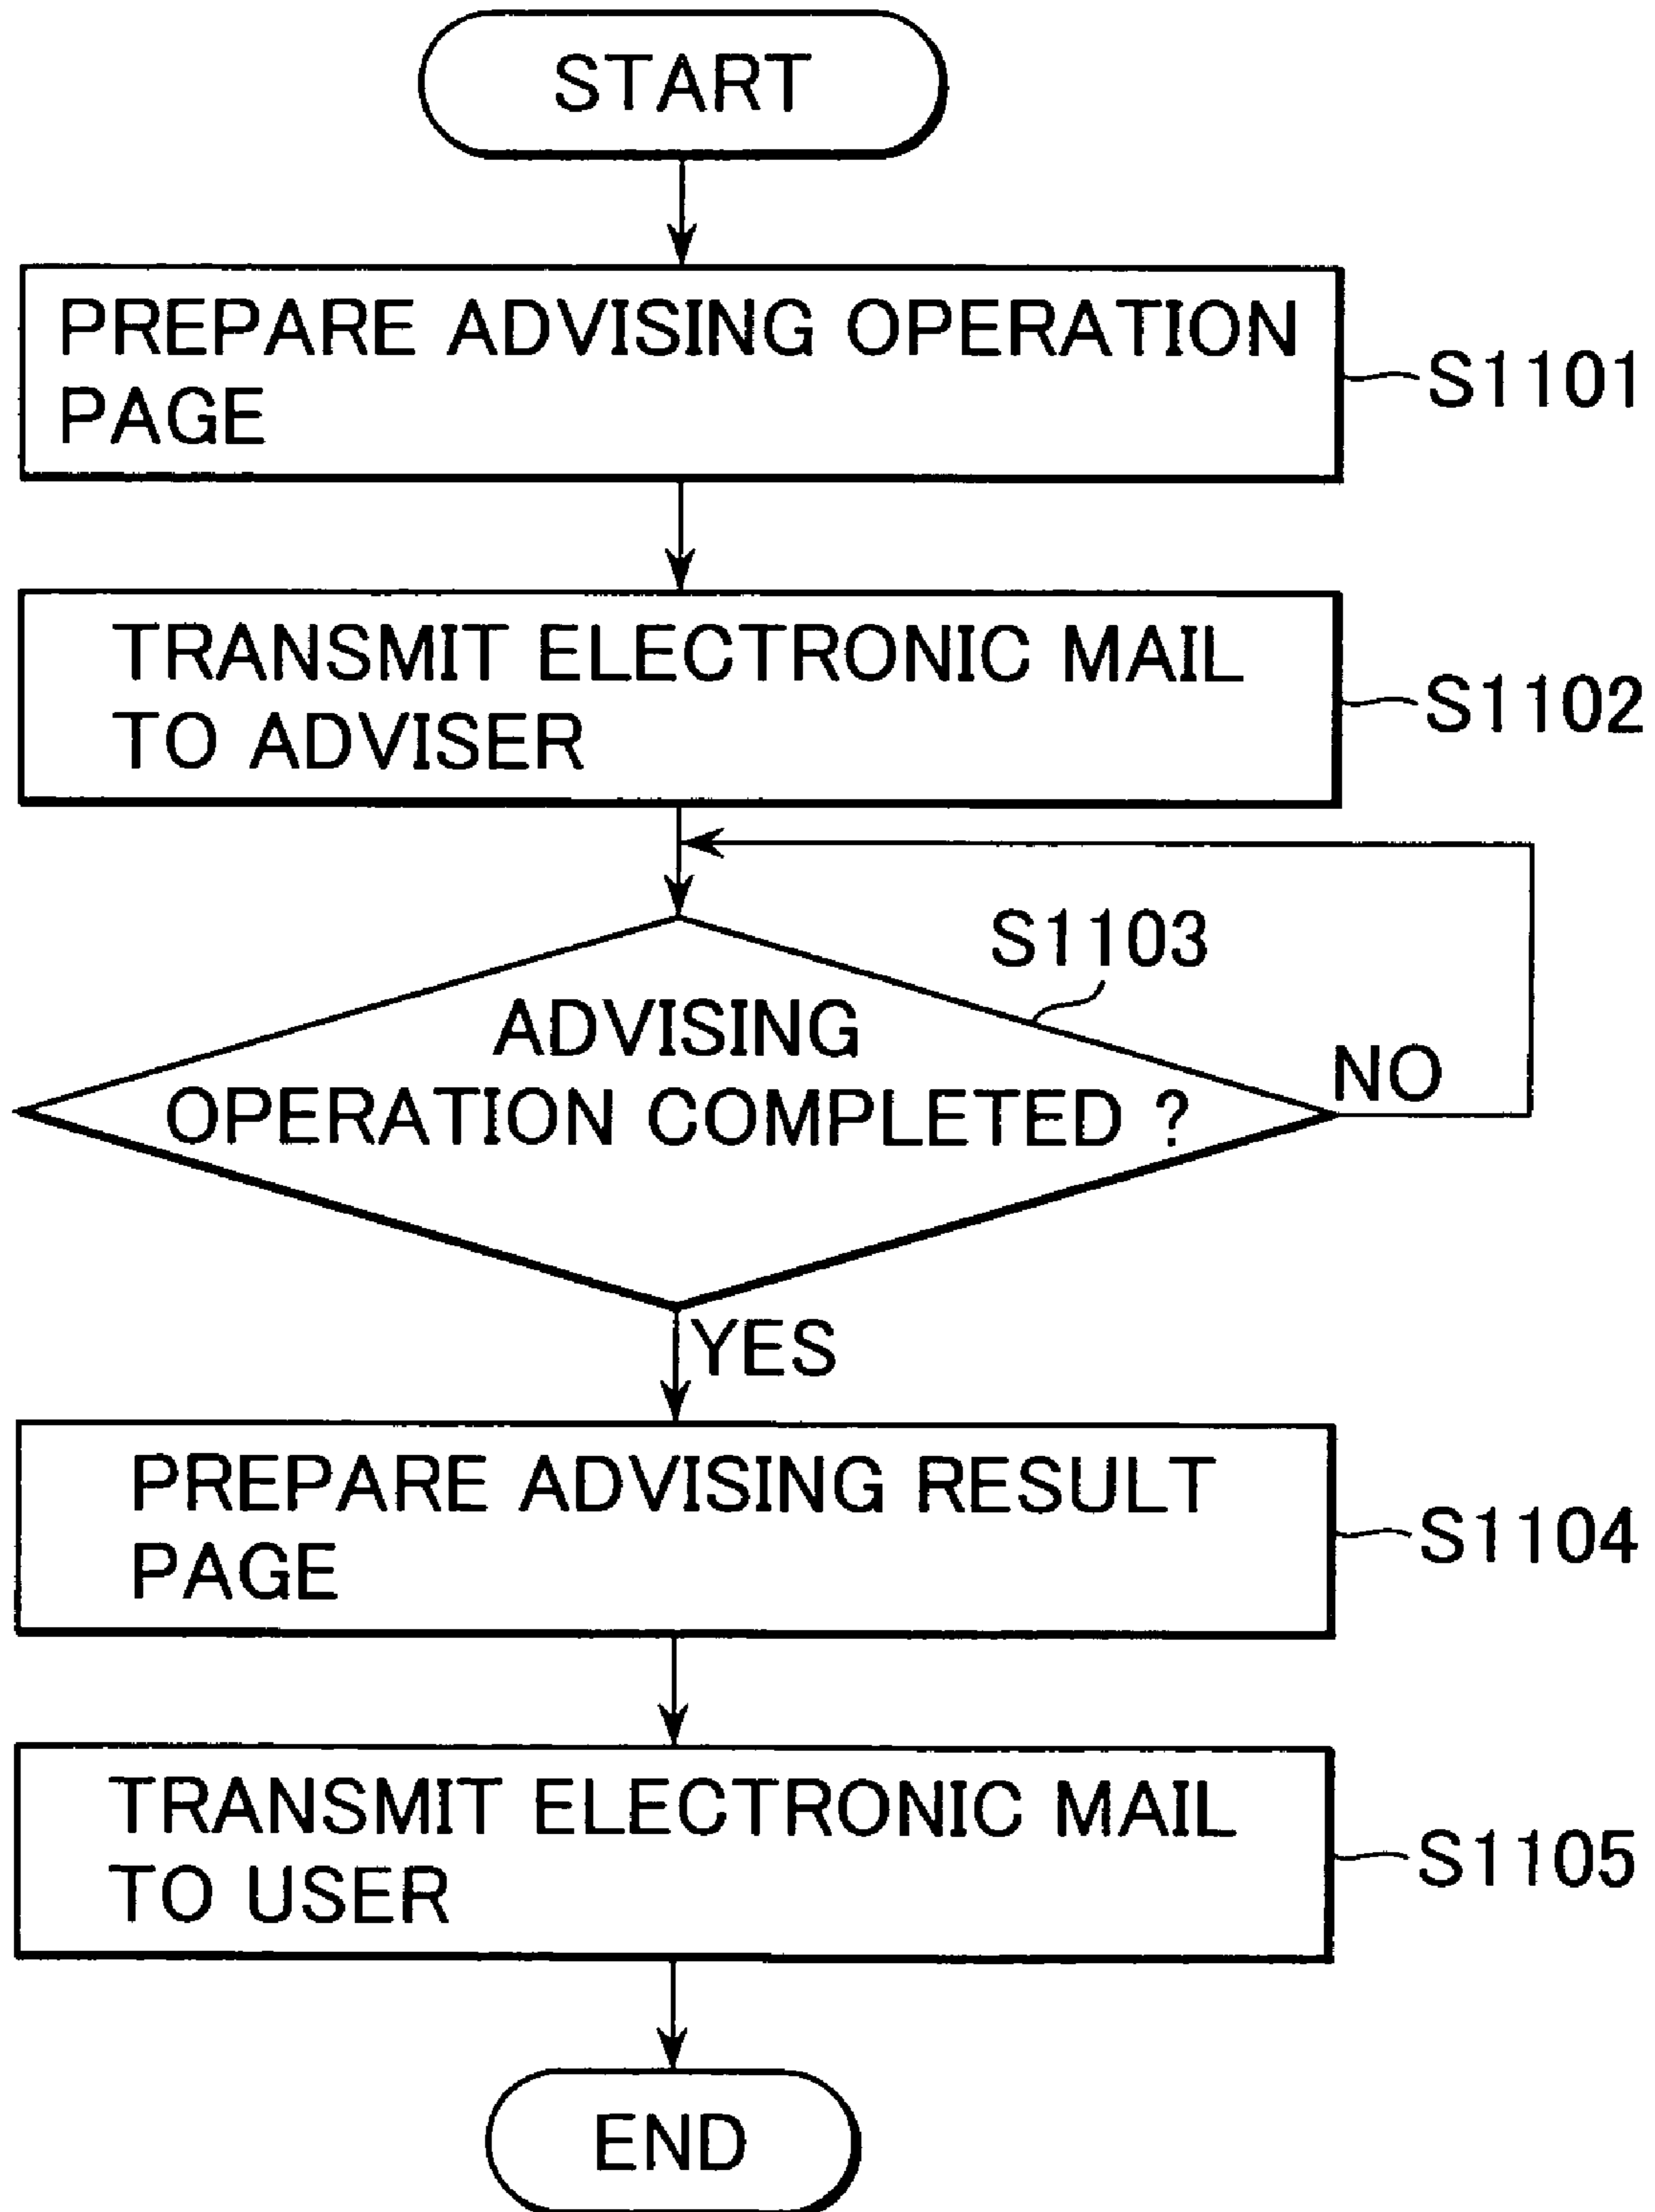 START
PREPARE ADVISING OPERATION
PAGE
S1101
TRANSMIT ELECTRONIC MAIL
TO ADVISER
S1102
S1103
ADVISING
OPERATION COMPLETED ?
NO
YES
PREPARE ADVISING RESULT
PAGE
S1104
TRANSMIT ELECTRONIC MAIL
TO USER
S1105
END